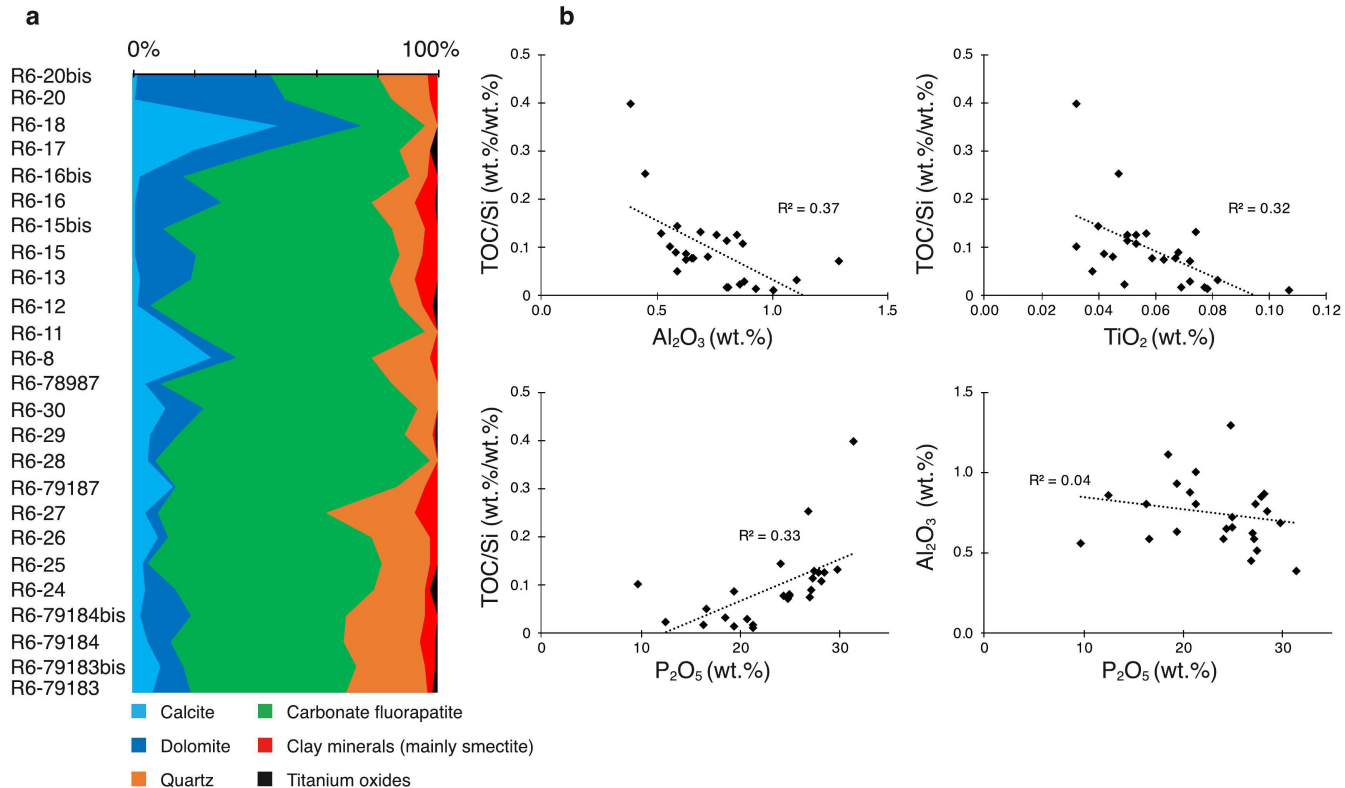 a
b
0%
100%
R6-20bis
R6-20
R6-18
R6-17
R6-16bis
R6-16
R6-15bis
R6-15
R6-13
R6-12
R6-11
R6-8
R6-78987
R6-30
R6-29
R6-28
R6-79187
R6-27
R6-26
R6-25
R6-24
R6-79184bis
R6-79184
R6-79183bis
R6-79183
Calcite
Carbonate fluorapatite
Dolomite
Clay minerals (mainly smectite)
Quartz
Titanium oxides
TOC/Si (wt.%/wt.%)
0.5
0.4
0.3
0.2
0.1
0
R² = 0.37
0.0
0.5
1.0
1.5
Al₂O₃ (wt.%)
TOC/Si (wt.%/wt.%)
0.5
0.4
0.3
0.2
0.1
0
R² = 0.32
0.00
0.02
0.04
0.06
0.08
0.10
0.12
TiO₂ (wt.%)
TOC/Si (wt.%/wt.%)
0.5
0.4
0.3
0.2
0.1
0
R² = 0.33
0
10
20
30
P₂O₅ (wt.%)
Al₂O₃ (wt.%)
1.5
1.0
0.5
0.0
R² = 0.04
0
10
20
30
P₂O₅ (wt.%)